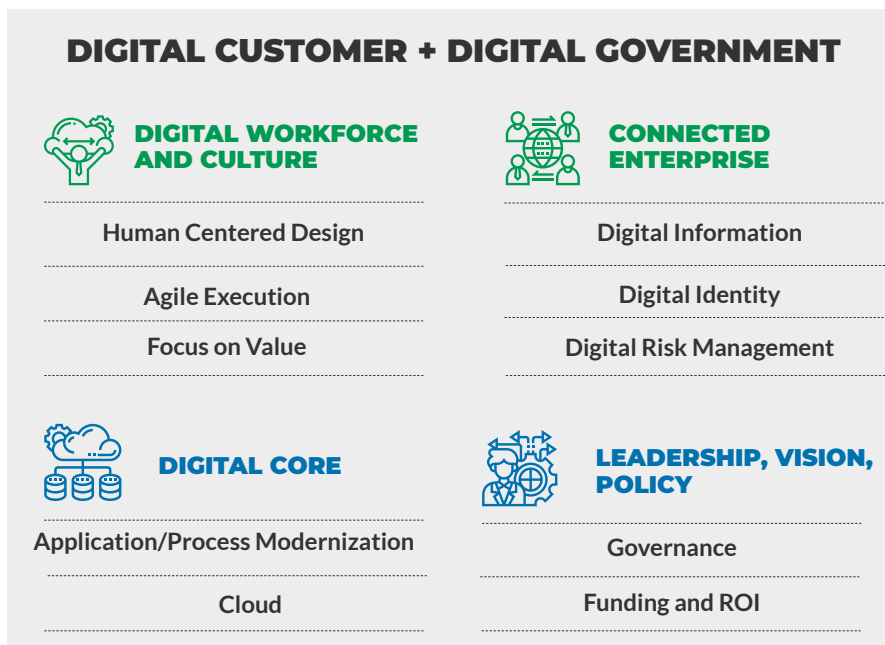 DIGITAL CUSTOMER + DIGITAL GOVERNMENT
DIGITAL WORKFORCE
AND CULTURE
Human Centered Design
Agile Execution
Focus on Value
CONNECTED
ENTERPRISE
Digital Information
Digital Identity
Digital Risk Management
DIGITAL CORE
Application/Process Modernization
Cloud
LEADERSHIP, VISION,
POLICY
Governance
Funding and ROI